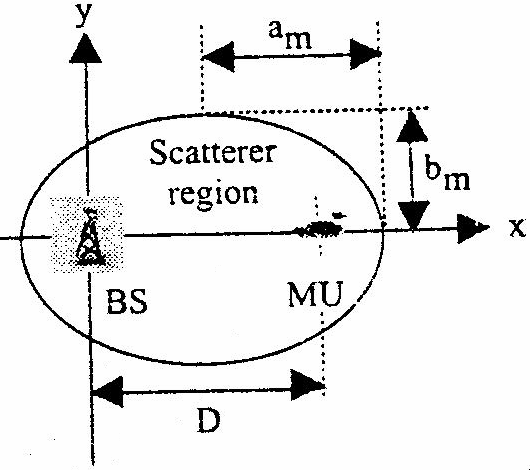 y
a_m
Scatterer
region
b_m
x
BS
MU
D